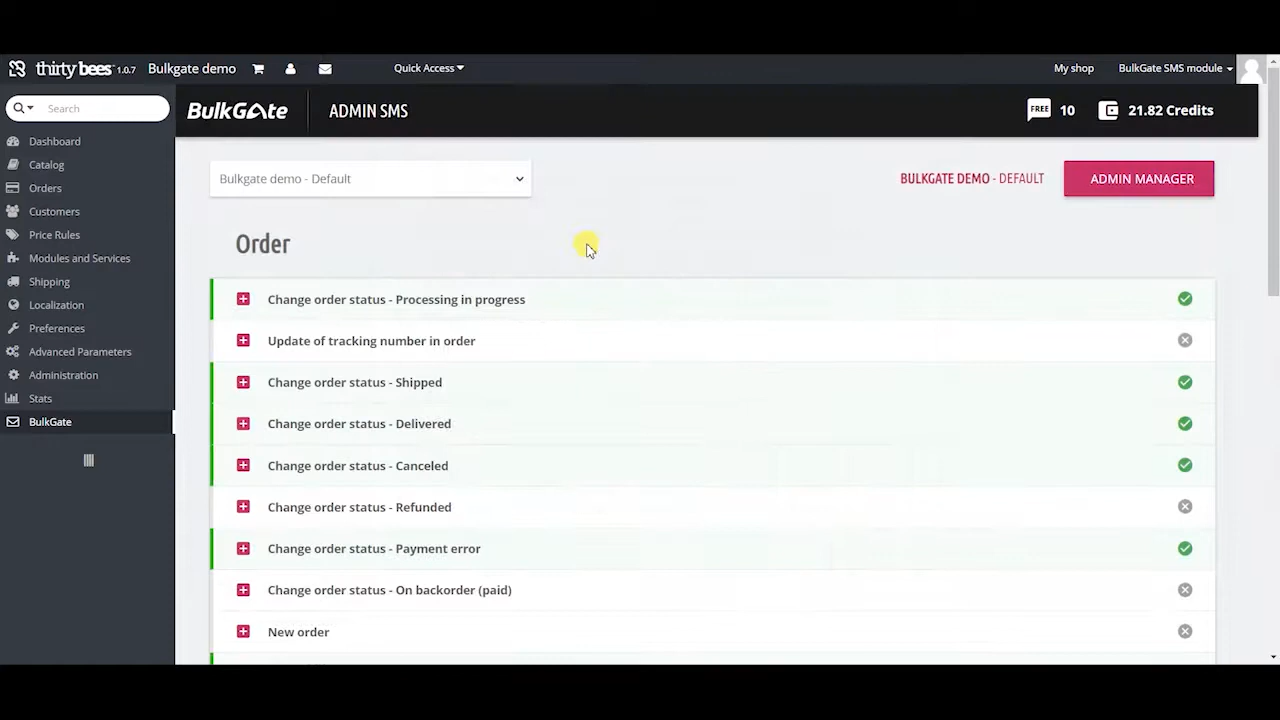 thirty bees 1.0.7 Bulkgate demo Quick Access My shop BulkGate SMS module
Search
BulkGate ADMIN SMS FREE 10 21.82 Credits
Dashboard
Catalog
Orders
Customers
Price Rules
Modules and Services
Shipping
Localization
Preferences
Advanced Parameters
Administration
Stats
BulkGate
Bulkgate demo - Default
BULKGATE DEMO - DEFAULT
ADMIN MANAGER
Order
Change order status - Processing in progress
Update of tracking number in order
Change order status - Shipped
Change order status - Delivered
Change order status - Canceled
Change order status - Refunded
Change order status - Payment error
Change order status - On backorder (paid)
New order